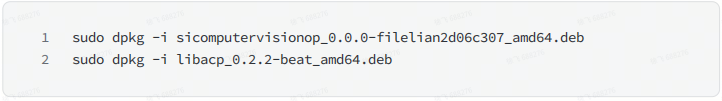 1 sudo dpkg -i sicomputervisionop_0.0.0-filelian2d06c307_amd64.deb
2 sudo dpkg -i libacp_0.2.2-beat_amd64.deb